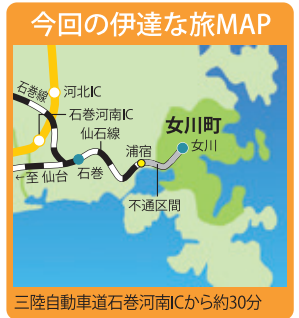 今回の伊達な旅MAP
石巻線
河北IC
石巻河南IC
仙石線
女川町
浦宿
女川
←至 仙台
石巻
不通区間
三陸自動車道石巻河南ICから約30分